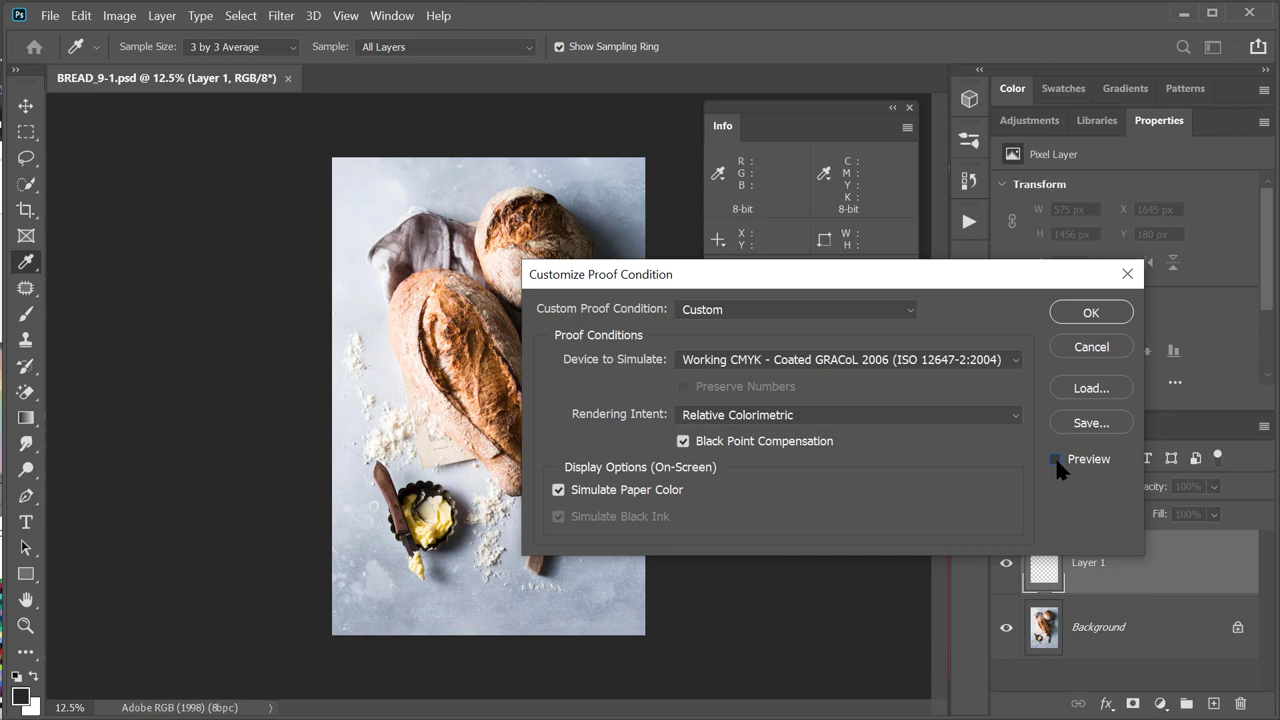 Ps File Edit Image Layer Type Select Filter 3D View Window Help
Sample Size: 3 by 3 Average Sample: All Layers Show Sampling Ring
BREAD_9-1.psd @ 12.5% (Layer 1, RGB/8*)
Color Swatches Gradients Patterns
Adjustments Libraries Properties
Info
Pixel Layer
R : C :
G : M :
B : Y :
K :
8-bit 8-bit
X : W :
Y : H :
Transform
W 575 px X 1645 px
H 1456 px Y 180 px
Customize Proof Condition
Custom Proof Condition: Custom
OK
Proof Conditions
Device to Simulate: Working CMYK - Coated GRACoL 2006 (ISO 12647-2:2004)
Cancel
Preserve Numbers
Load...
Rendering Intent: Relative Colorimetric
Save...
Black Point Compensation
Preview
Display Options (On-Screen)
Simulate Paper Color
Simulate Black Ink
acity: 100%
Fill: 100%
Layer 1
Background
12.5% Adobe RGB (1998) (8bpc)